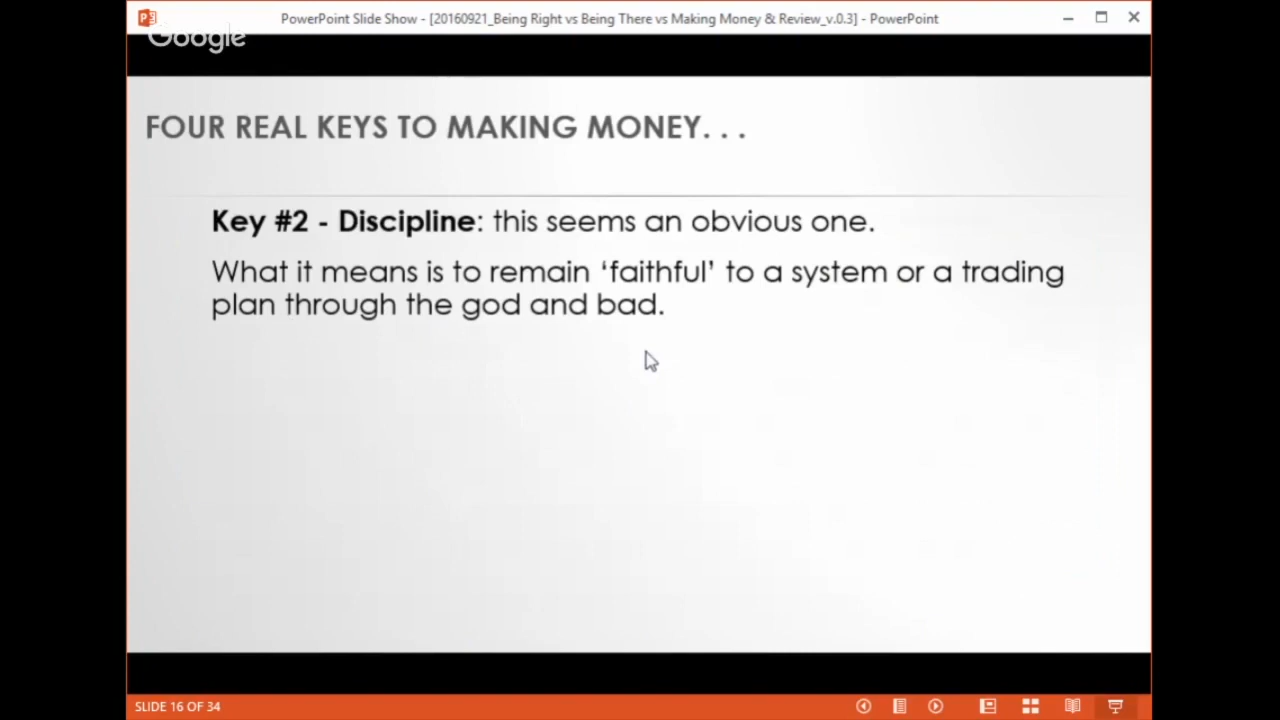 PowerPoint Slide Show - [20160921_Being Right vs Being There vs Making Money & Review_v.0.3] - PowerPoint
Google
FOUR REAL KEYS TO MAKING MONEY. . .
Key #2 - Discipline: this seems an obvious one.
What it means is to remain ‘faithful’ to a system or a trading
plan through the god and bad.
SLIDE 16 OF 34